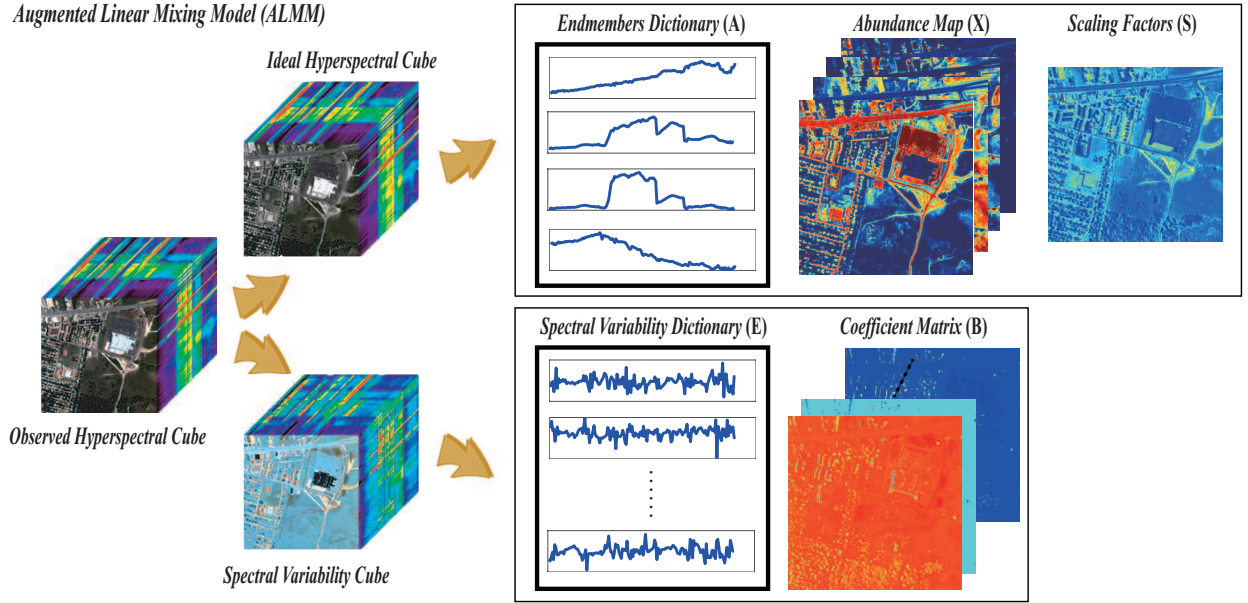 Augmented Linear Mixing Model (ALMM)
Ideal Hyperspectral Cube
Observed Hyperspectral Cube
Spectral Variability Cube
Endmembers Dictionary (A)
Abundance Map (X)
Scaling Factors (S)
Spectral Variability Dictionary (E)
Coefficient Matrix (B)